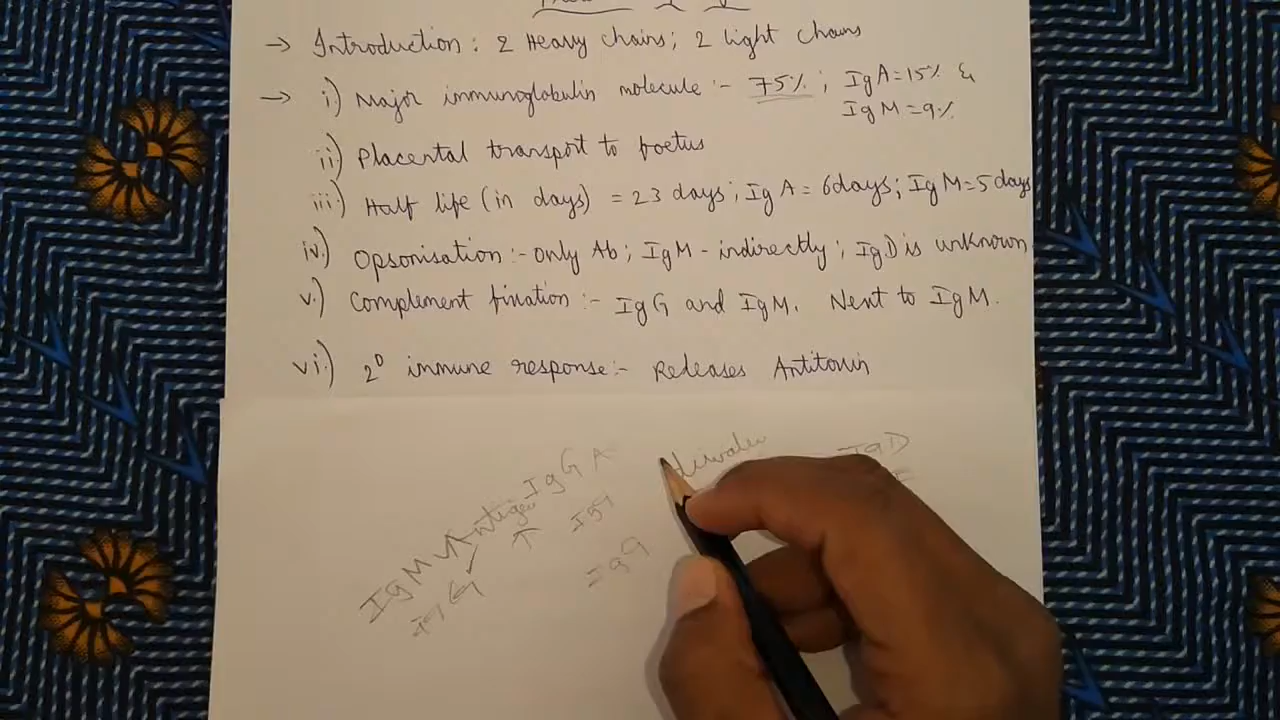 → Introduction: 2 Heavy chains; 2 light chains
→ i.) Major immunoglobulin molecule :- 75% ; IgA = 15% &
IgM = 9%
ii) Placental transport to foetus
iii.) Half life (in days) = 23 days; IgA = 6days; IgM = 5 days
iv.) Opsonisation :- Only Ab ; IgM - indirectly; IgD is unknown
v.) Complement fixation :- IgG and IgM. Next to IgM.
vi.) 2° immune response:- Releases Antitoxin
IgM Antigen IgG A
IgD
IgG